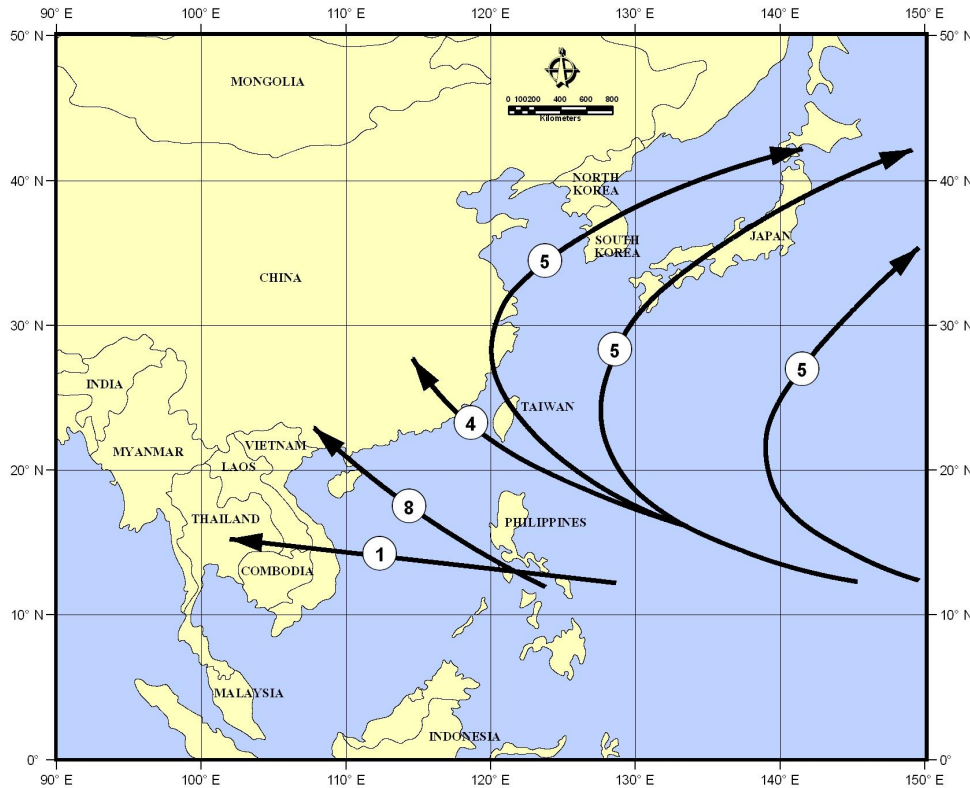 90° E 100° E 110° E 120° E 130° E 140° E 150° E
50° N 50° N
MONGOLIA
0 100200 400 600 800
Kilometers
40° N 40° N
NORTH
KOREA
SOUTH
KOREA
JAPAN
5
CHINA
30° N 30° N
5
5
INDIA
TAIWAN
4
VIETNAM
MYANMAR
LAOS
20° N 20° N
8
THAILAND
PHILIPPINES
1
COMBODIA
10° N 10° N
MALAYSIA
INDONESIA
0° 0°
90° E 100° E 110° E 120° E 130° E 140° E 150° E